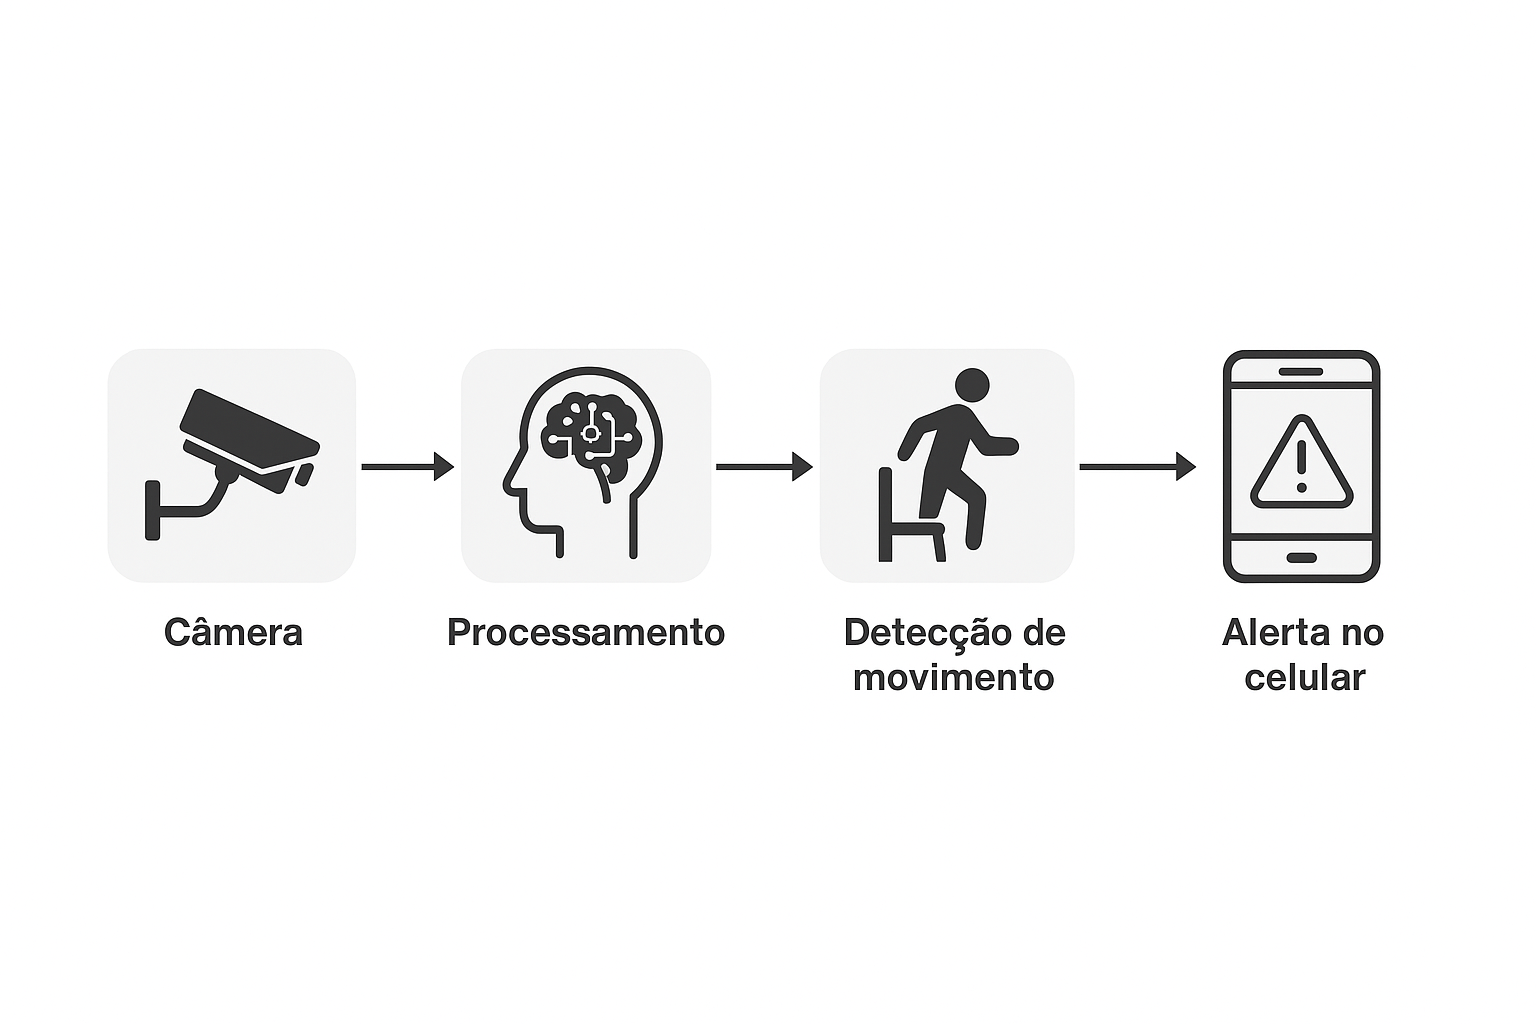 Câmera
Processamento
Detecção de
movimento
Alerta no
celular